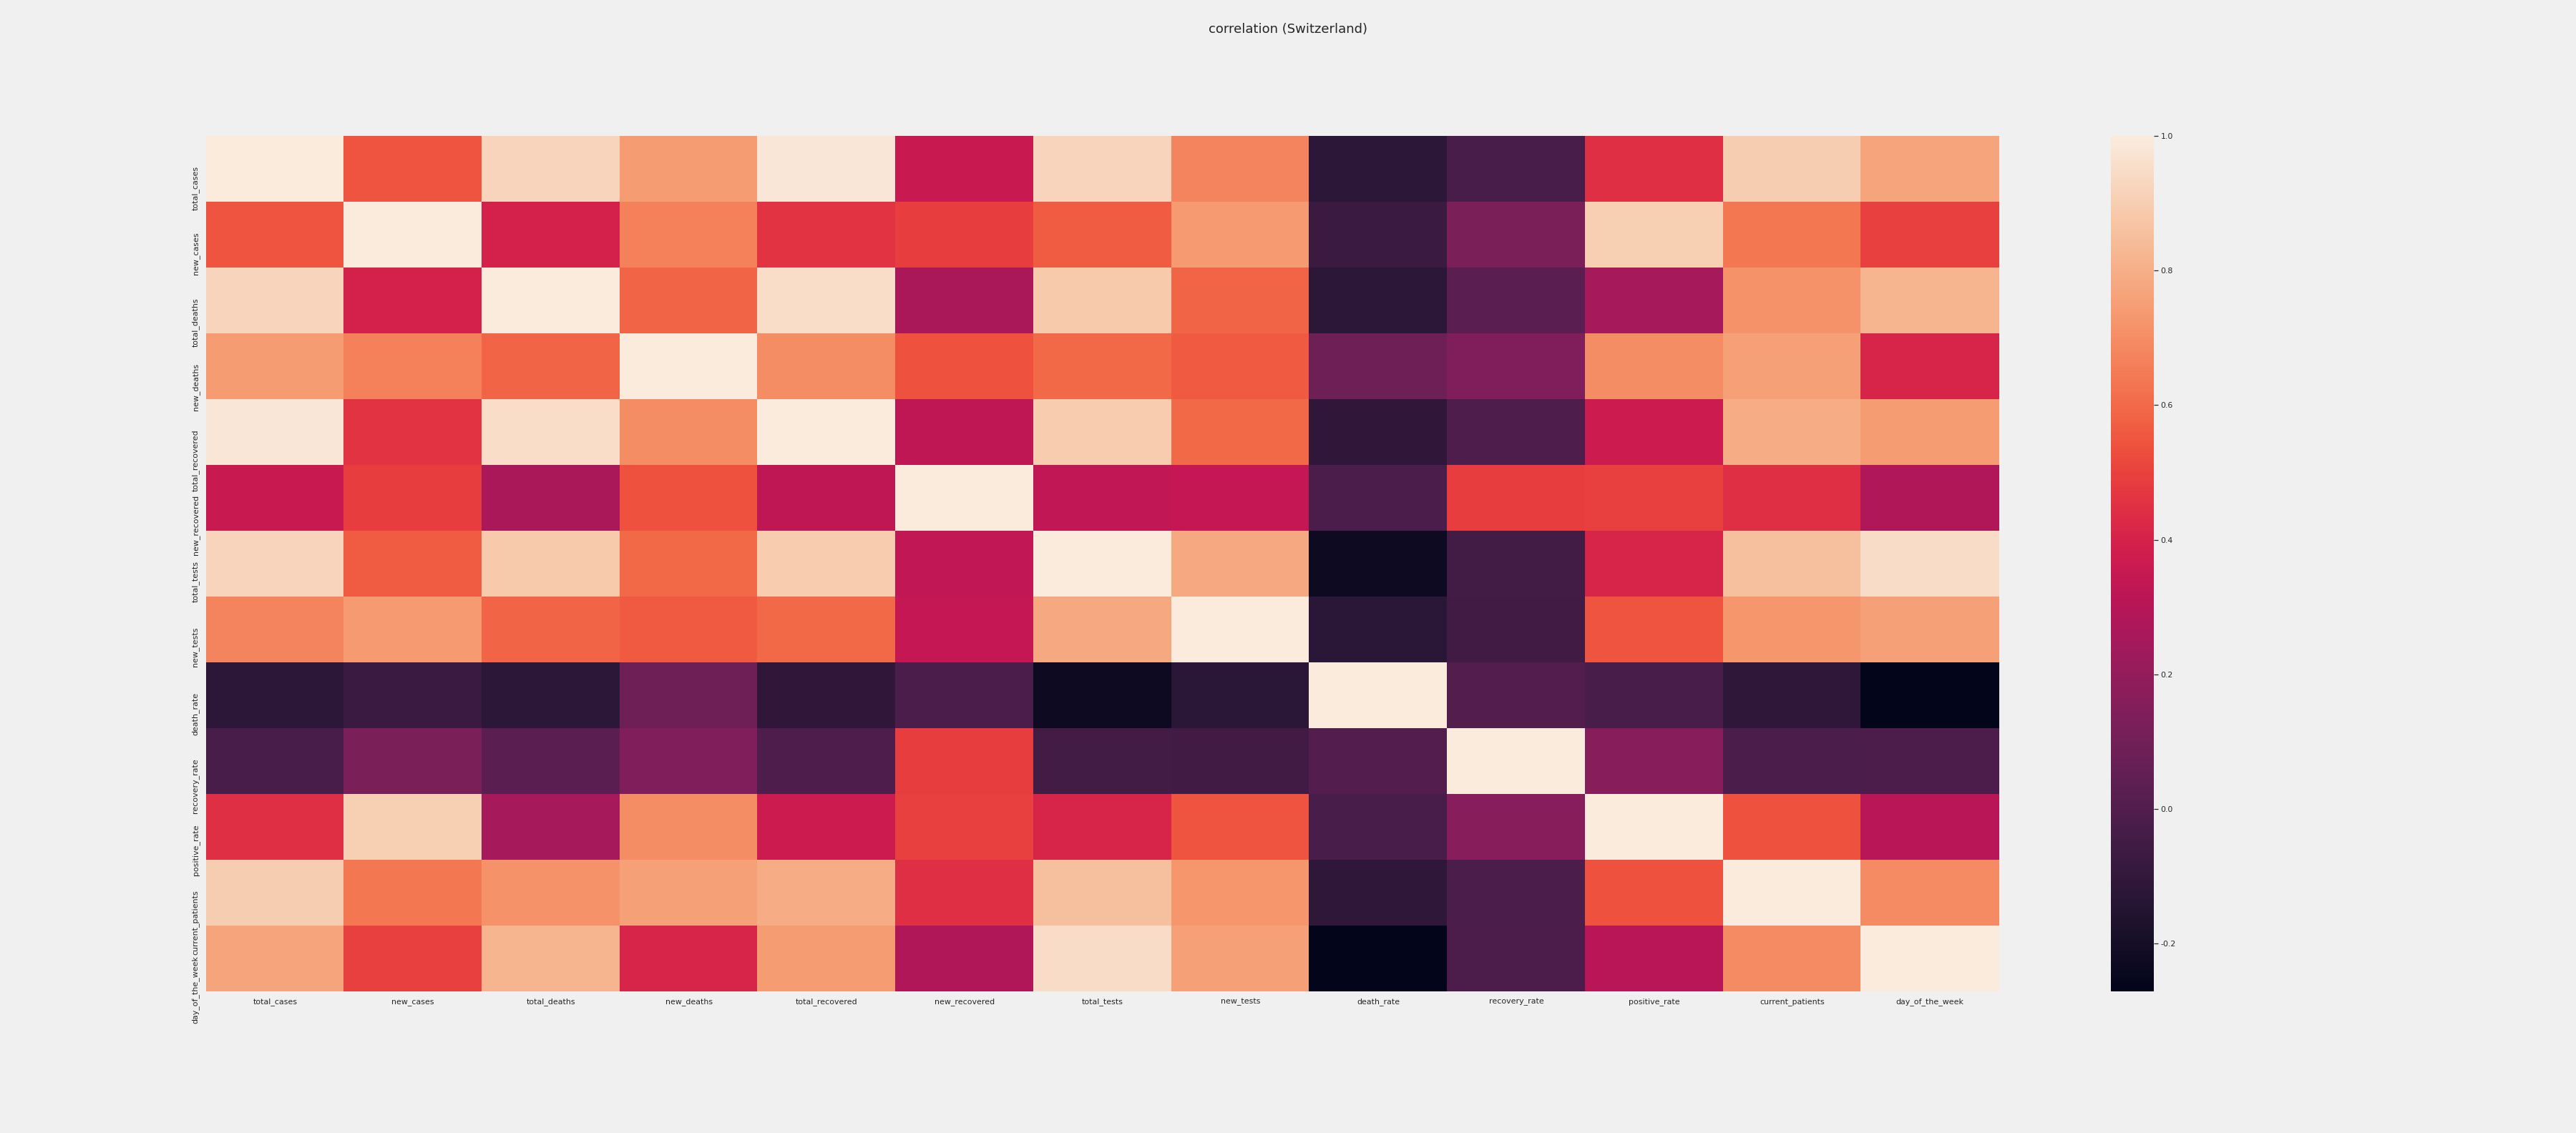 correlation (Switzerland)
total_cases
new_cases
total_deaths
new_deaths
total_recovered
new_recovered
total_tests
new_tests
death_rate
recovery_rate
positive_rate
current_patients
day_of_the_week
total_cases new_cases total_deaths new_deaths total_recovered new_recovered total_tests new_tests death_rate recovery_rate positive_rate current_patients day_of_the_week
1.0
0.8
0.6
0.4
0.2
0.0
-0.2